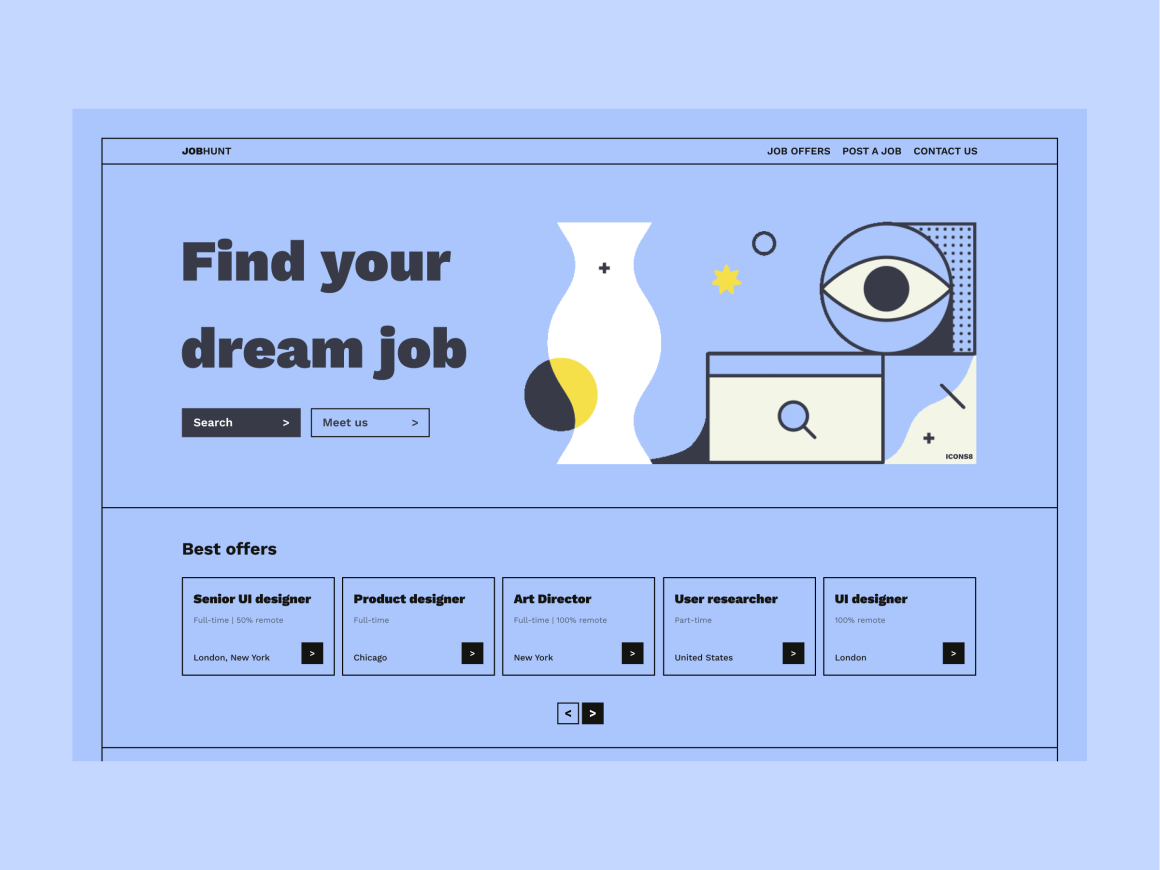 JOBHUNT
JOB OFFERS POST A JOB CONTACT US
Find your
dream job
Search >
Meet us >
ICONS8
Best offers
Senior UI designer
Full-time | 50% remote
London, New York >
Product designer
Full-time
Chicago >
Art Director
Full-time | 100% remote
New York >
User researcher
Part-time
United States >
UI designer
100% remote
London >
< >